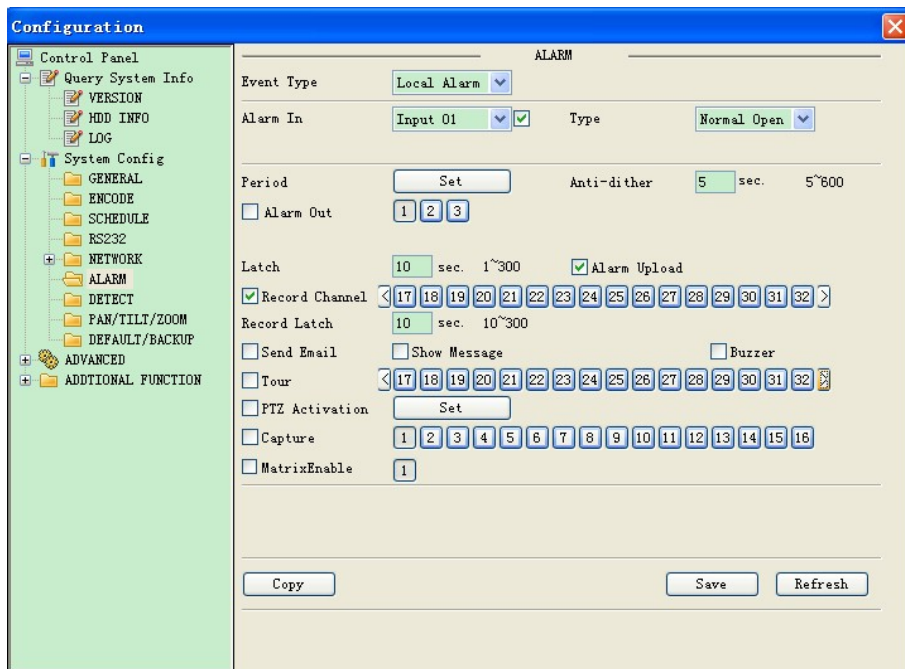 Configuration
Control Panel
Query System Info
VERSION
HDD INFO
LOG
System Config
GENERAL
ENCODE
SCHEDULE
RS232
NETWORK
ALARM
DETECT
PAN/TILT/ZOOM
DEFAULT/BACKUP
ADVANCED
ADDTIONAL FUNCTION
ALARM
Event Type Local Alarm
Alarm In Input 01 Type Normal Open
Period Set Anti-dither 5 sec. 5~600
Alarm Out 1 2 3
Latch 10 sec. 1~300 Alarm Upload
Record Channel < 17 18 19 20 21 22 23 24 25 26 27 28 29 30 31 32 >
Record Latch 10 sec. 10~300
Send Email Show Message Buzzer
Tour < 17 18 19 20 21 22 23 24 25 26 27 28 29 30 31 32 >
PTZ Activation Set
Capture 1 2 3 4 5 6 7 8 9 10 11 12 13 14 15 16
MatrixEnable 1
Copy Save Refresh